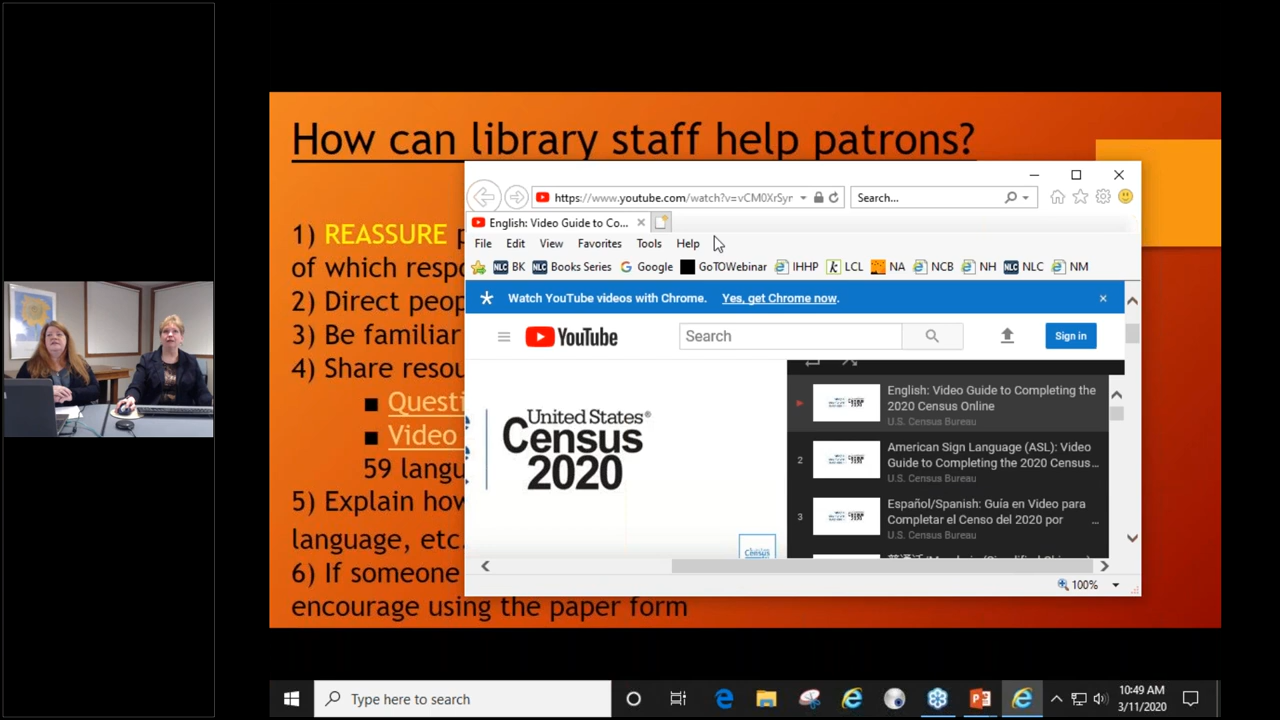 How can library staff help patrons?
https://www.youtube.com/watch?v=vCM0XrSyr
Search...
English: Video Guide to Co...
File Edit View Favorites Tools Help
NLC BK NLC Books Series Google GoTOWebinar IHHP LCL NA NCB NH NLC NLC NM
Watch YouTube videos with Chrome. Yes, get Chrome now.
YouTube
Search
Sign in
United States®
Census
2020
Census
English: Video Guide to Completing the
2020 Census Online
U.S. Census Bureau
2
American Sign Language (ASL): Video
Guide to Completing the 2020 Census...
U.S. Census Bureau
3
Español/Spanish: Guía en Video para
Completar el Censo del 2020 por ...
U.S. Census Bureau
100%
1) REASSURE
of which resp
2) Direct peop
3) Be familiar
4) Share resou
Questi
Video
59 langu
5) Explain how
language, etc.
6) If someone
encourage using the paper form
Type here to search
10:49 AM
3/11/2020